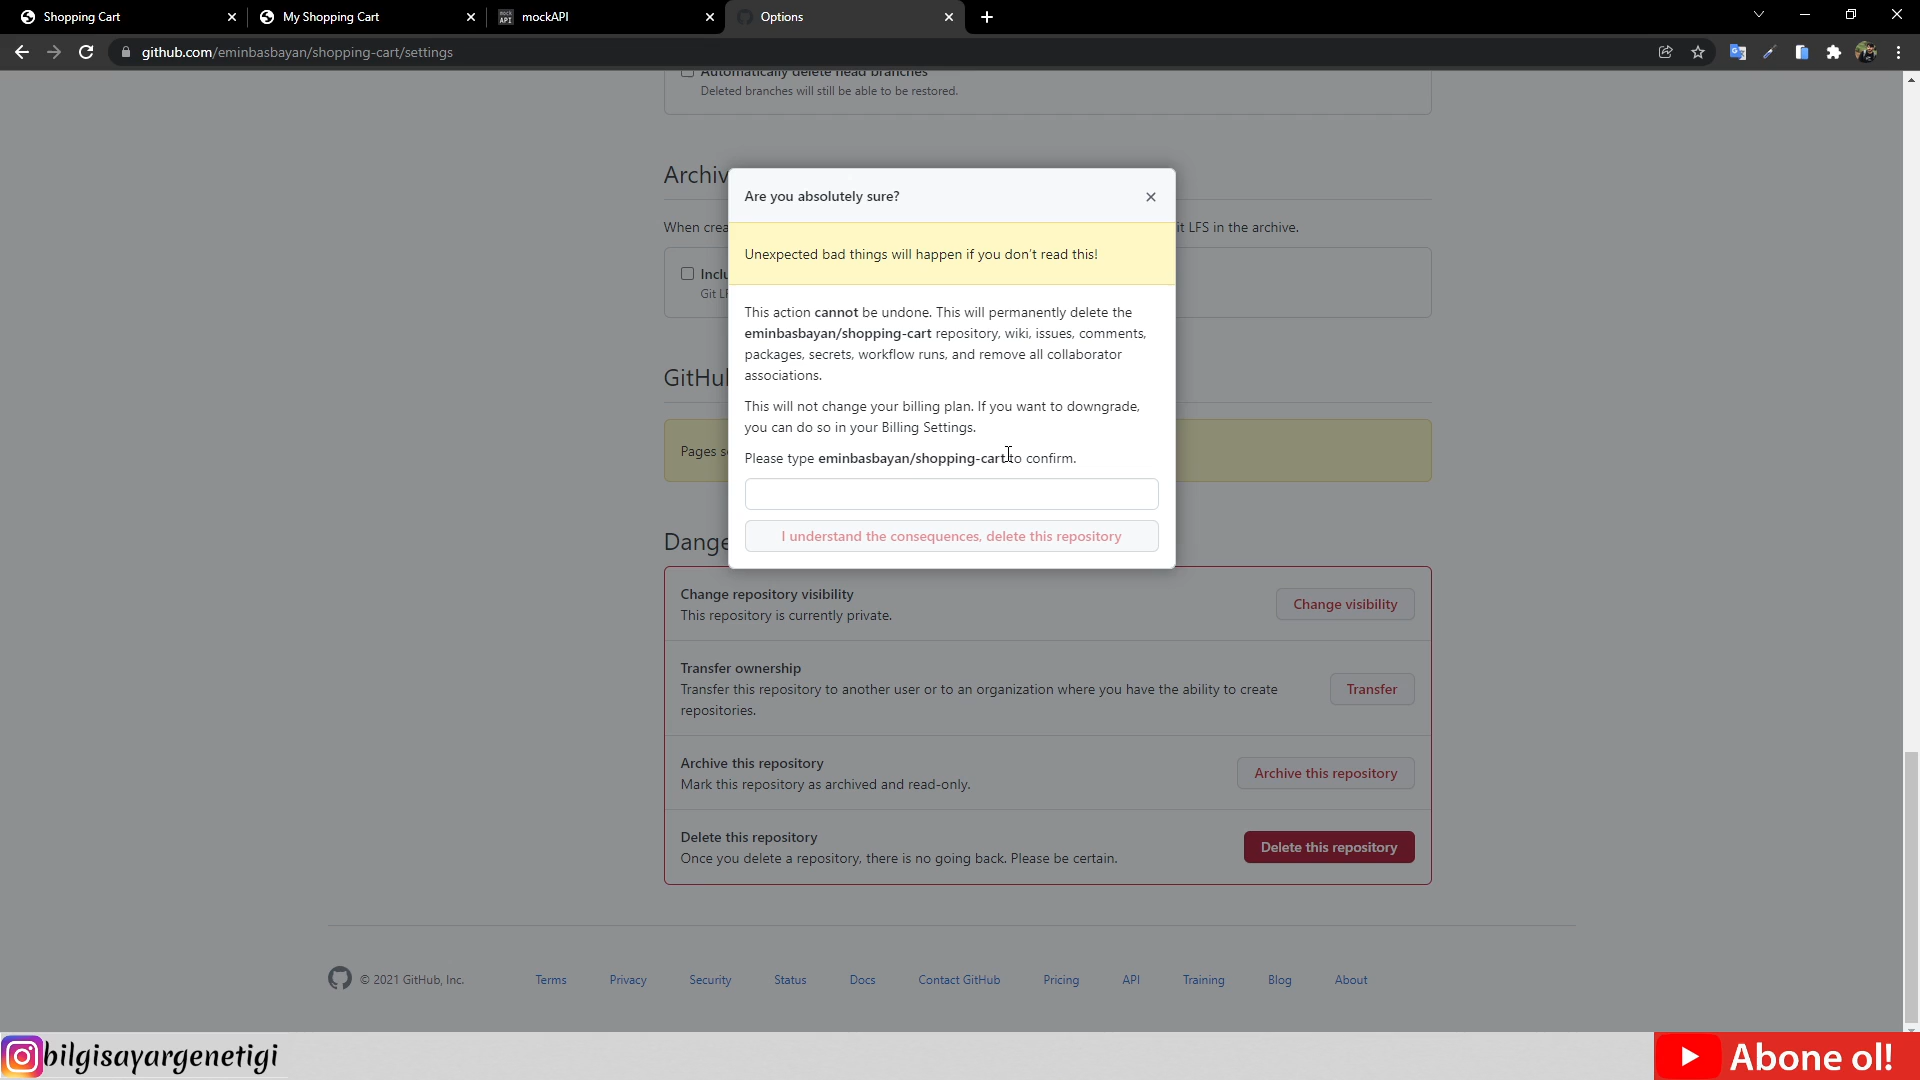 Shopping Cart
My Shopping Cart
mock API
mockAPI
Options
github.com/eminbasbayan/shopping-cart/settings
Automatically delete head branches
Deleted branches will still be able to be restored.
Archiv
When crea
it LFS in the archive.
Inclu
Git LF
GitHu
Pages s
Dange
Are you absolutely sure?
Unexpected bad things will happen if you don't read this!
This action cannot be undone. This will permanently delete the
eminbasbayan/shopping-cart repository, wiki, issues, comments,
packages, secrets, workflow runs, and remove all collaborator
associations.
This will not change your billing plan. If you want to downgrade,
you can do so in your Billing Settings.
Please type eminbasbayan/shopping-cart to confirm.
I understand the consequences, delete this repository
Change repository visibility
This repository is currently private.
Change visibility
Transfer ownership
Transfer this repository to another user or to an organization where you have the ability to create
repositories.
Transfer
Archive this repository
Mark this repository as archived and read-only.
Archive this repository
Delete this repository
Once you delete a repository, there is no going back. Please be certain.
Delete this repository
© 2021 GitHub, Inc.
Terms
Privacy
Security
Status
Docs
Contact GitHub
Pricing
API
Training
Blog
About
bilgisayargenetigi
Abone ol!